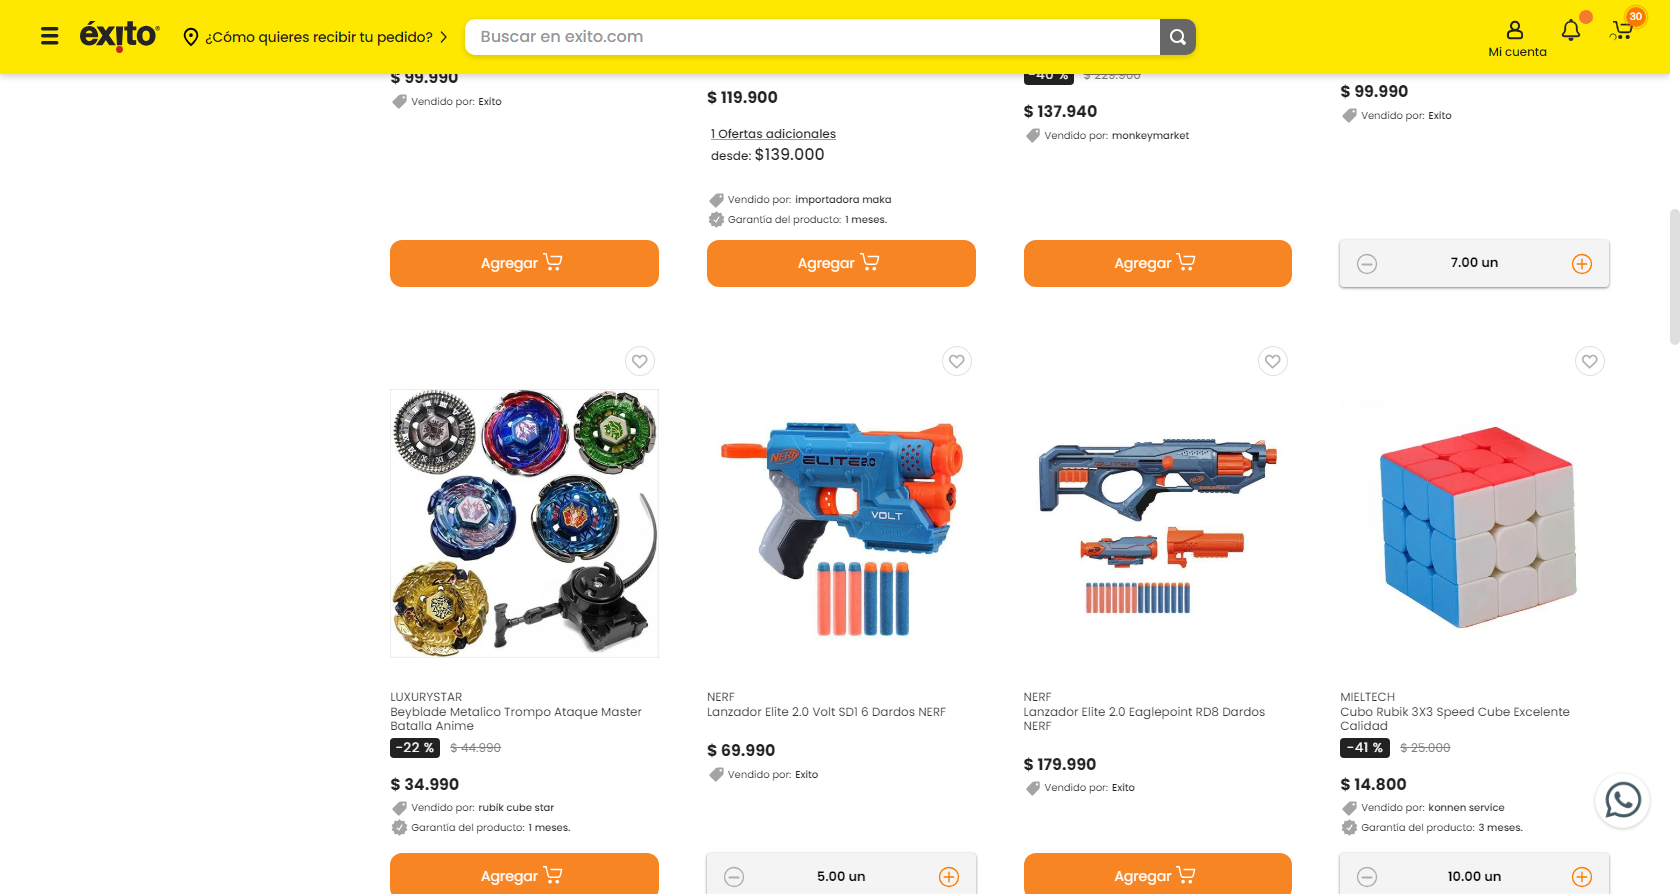 éxito
¿Cómo quieres recibir tu pedido?
Buscar en exito.com
Mi cuenta
30
$ 99.990
Vendido por: Exito
$ 119.900
1 Ofertas adicionales
desde: $139.000
Vendido por: importadora maka
Garantía del producto: 1 meses.
-40 % $ 229.900
$ 137.940
Vendido por: monkeymarket
$ 99.990
Vendido por: Exito
Agregar
Agregar
Agregar
7.00 un
NERF ELITE 2.0
VOLT
LUXURYSTAR
Beyblade Metalico Trompo Ataque Master
Batalla Anime
-22 % $ 44.990
$ 34.990
Vendido por: rubik cube star
Garantía del producto: 1 meses.
NERF
Lanzador Elite 2.0 Volt SD1 6 Dardos NERF
$ 69.990
Vendido por: Exito
NERF
Lanzador Elite 2.0 Eaglepoint RD8 Dardos
NERF
$ 179.990
Vendido por: Exito
MIELTECH
Cubo Rubik 3X3 Speed Cube Excelente
Calidad
-41 % $ 25.000
$ 14.800
Vendido por: konnen service
Garantía del producto: 3 meses.
Agregar
5.00 un
Agregar
10.00 un